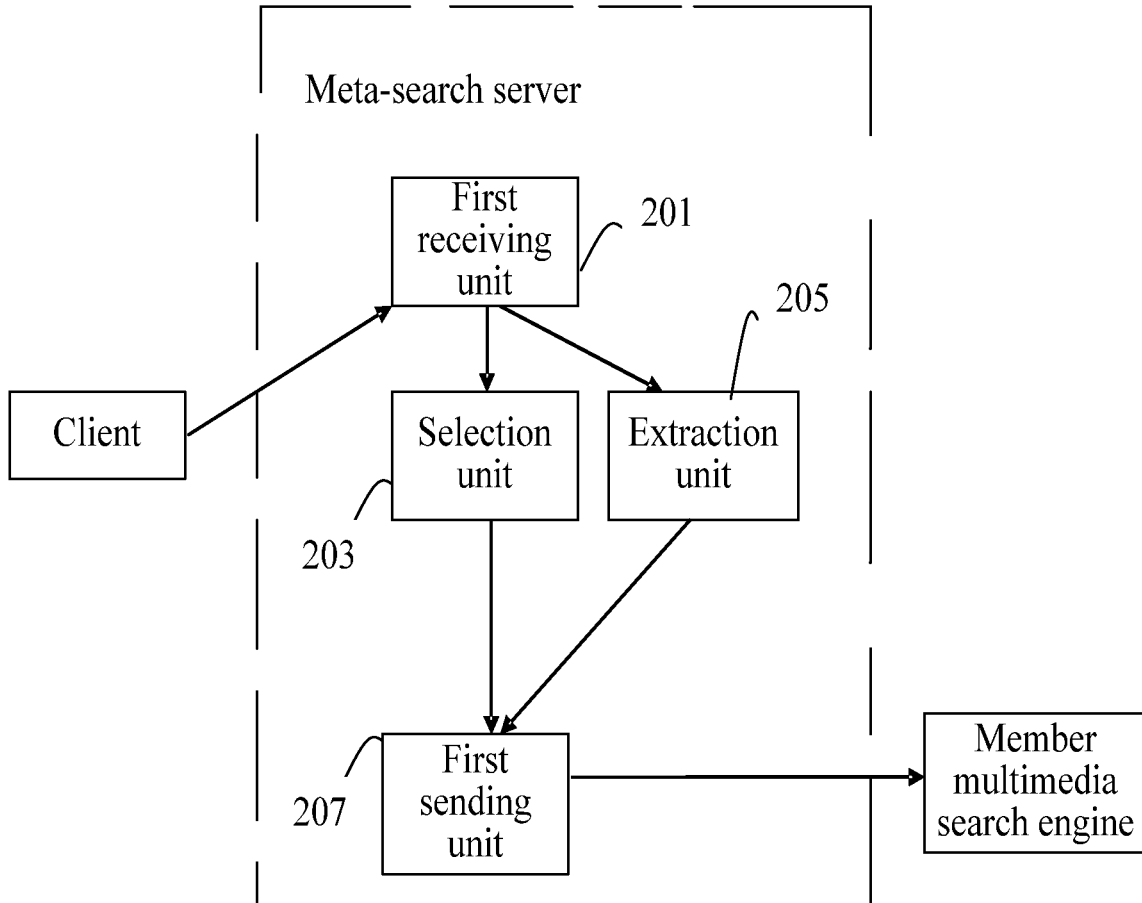 Meta-search server
First
receiving
unit
201
205
Client
Selection
unit
Extraction
unit
203
First
sending
unit
207
Member
multimedia
search engine